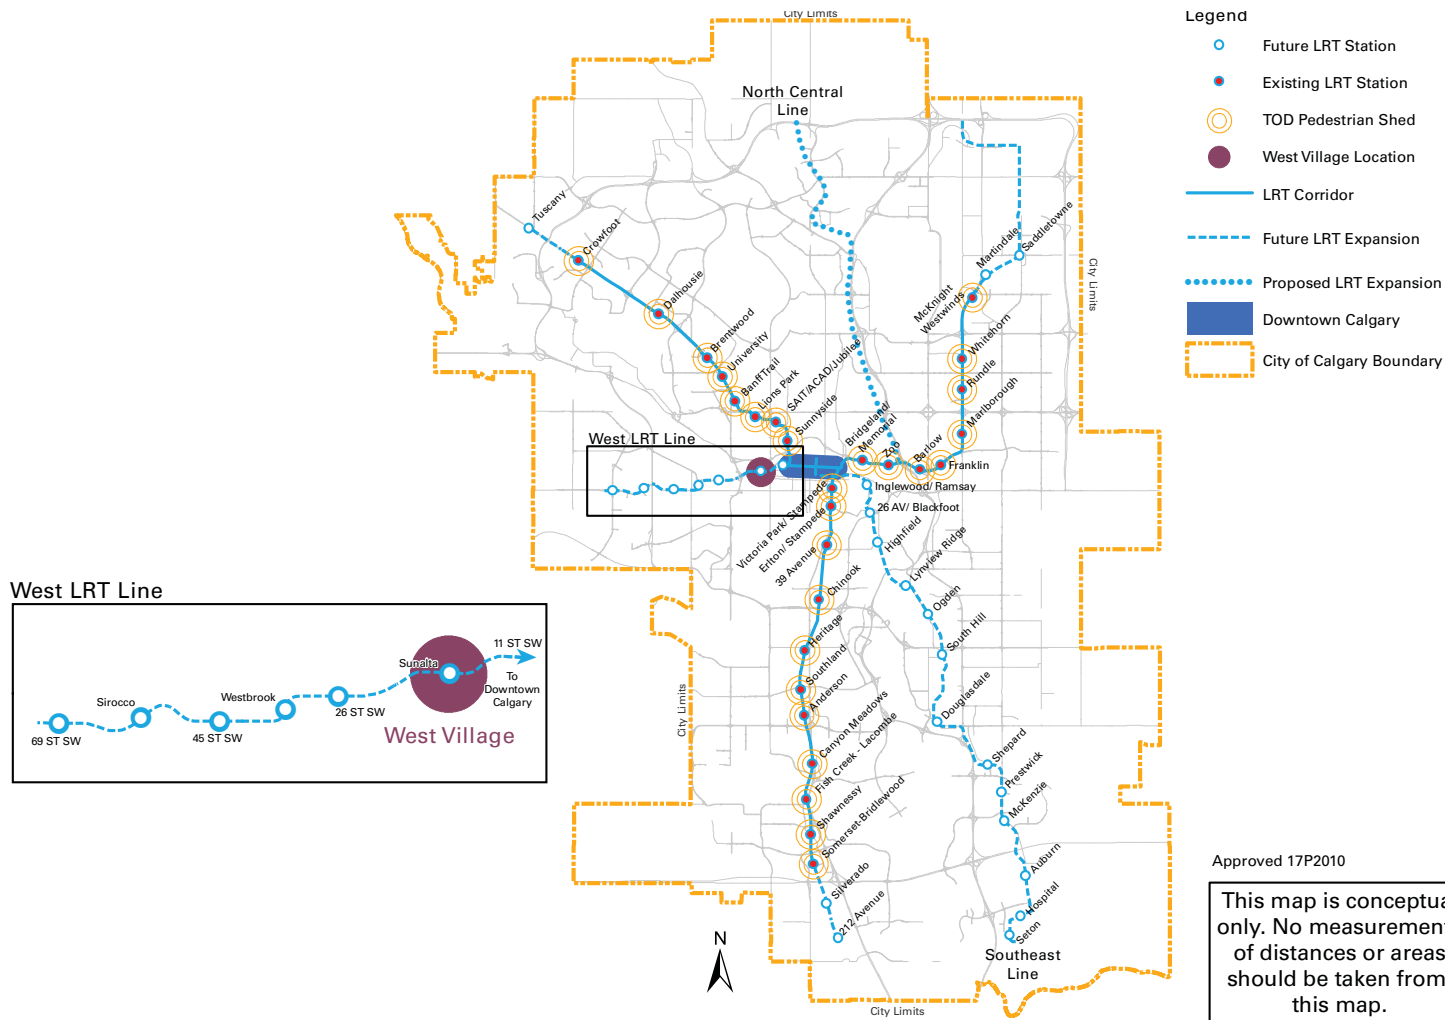 City Limits
Legend
Future LRT Station
Existing LRT Station
TOD Pedestrian Shed
West Village Location
LRT Corridor
Future LRT Expansion
Proposed LRT Expansion
Downtown Calgary
City of Calgary Boundary
North Central
Line
Tuscany
Crowfoot
Dalhousie
Brentwood
University
Banff Trail
Lions Park
SAIT/ACAD/Jubilee
Sunnyside
Saddletowne
Martindale
McKnight
Westwinds
Whitehorn
Rundle
Marlborough
Franklin
Barlow
Zoo
Bridgeland/
Memorial
City Limits
West LRT Line
Inglewood/ Ramsay
26 AV/ Blackfoot
Highfield
Lynview Ridge
Ogden
South Hill
Douglasdale
Shepard
Prestwick
McKenzie
Auburn
Hospital
Seton
Southeast
Line
Victoria Park/ Stampede
Erlton/ Stampede
39 Avenue
Chinook
Heritage
Southland
Anderson
Canyon Meadows
Fish Creek - Lacombe
Shawnessy
Somerset-Bridlewood
Silverado
212 Avenue
City Limits
West LRT Line
69 ST SW
Sirocco
45 ST SW
Westbrook
26 ST SW
Sunalta
11 ST SW
To
Downtown
Calgary
West Village
N
City Limits
Approved 17P2010
This map is conceptua
only. No measurement
of distances or areas
should be taken from
this map.